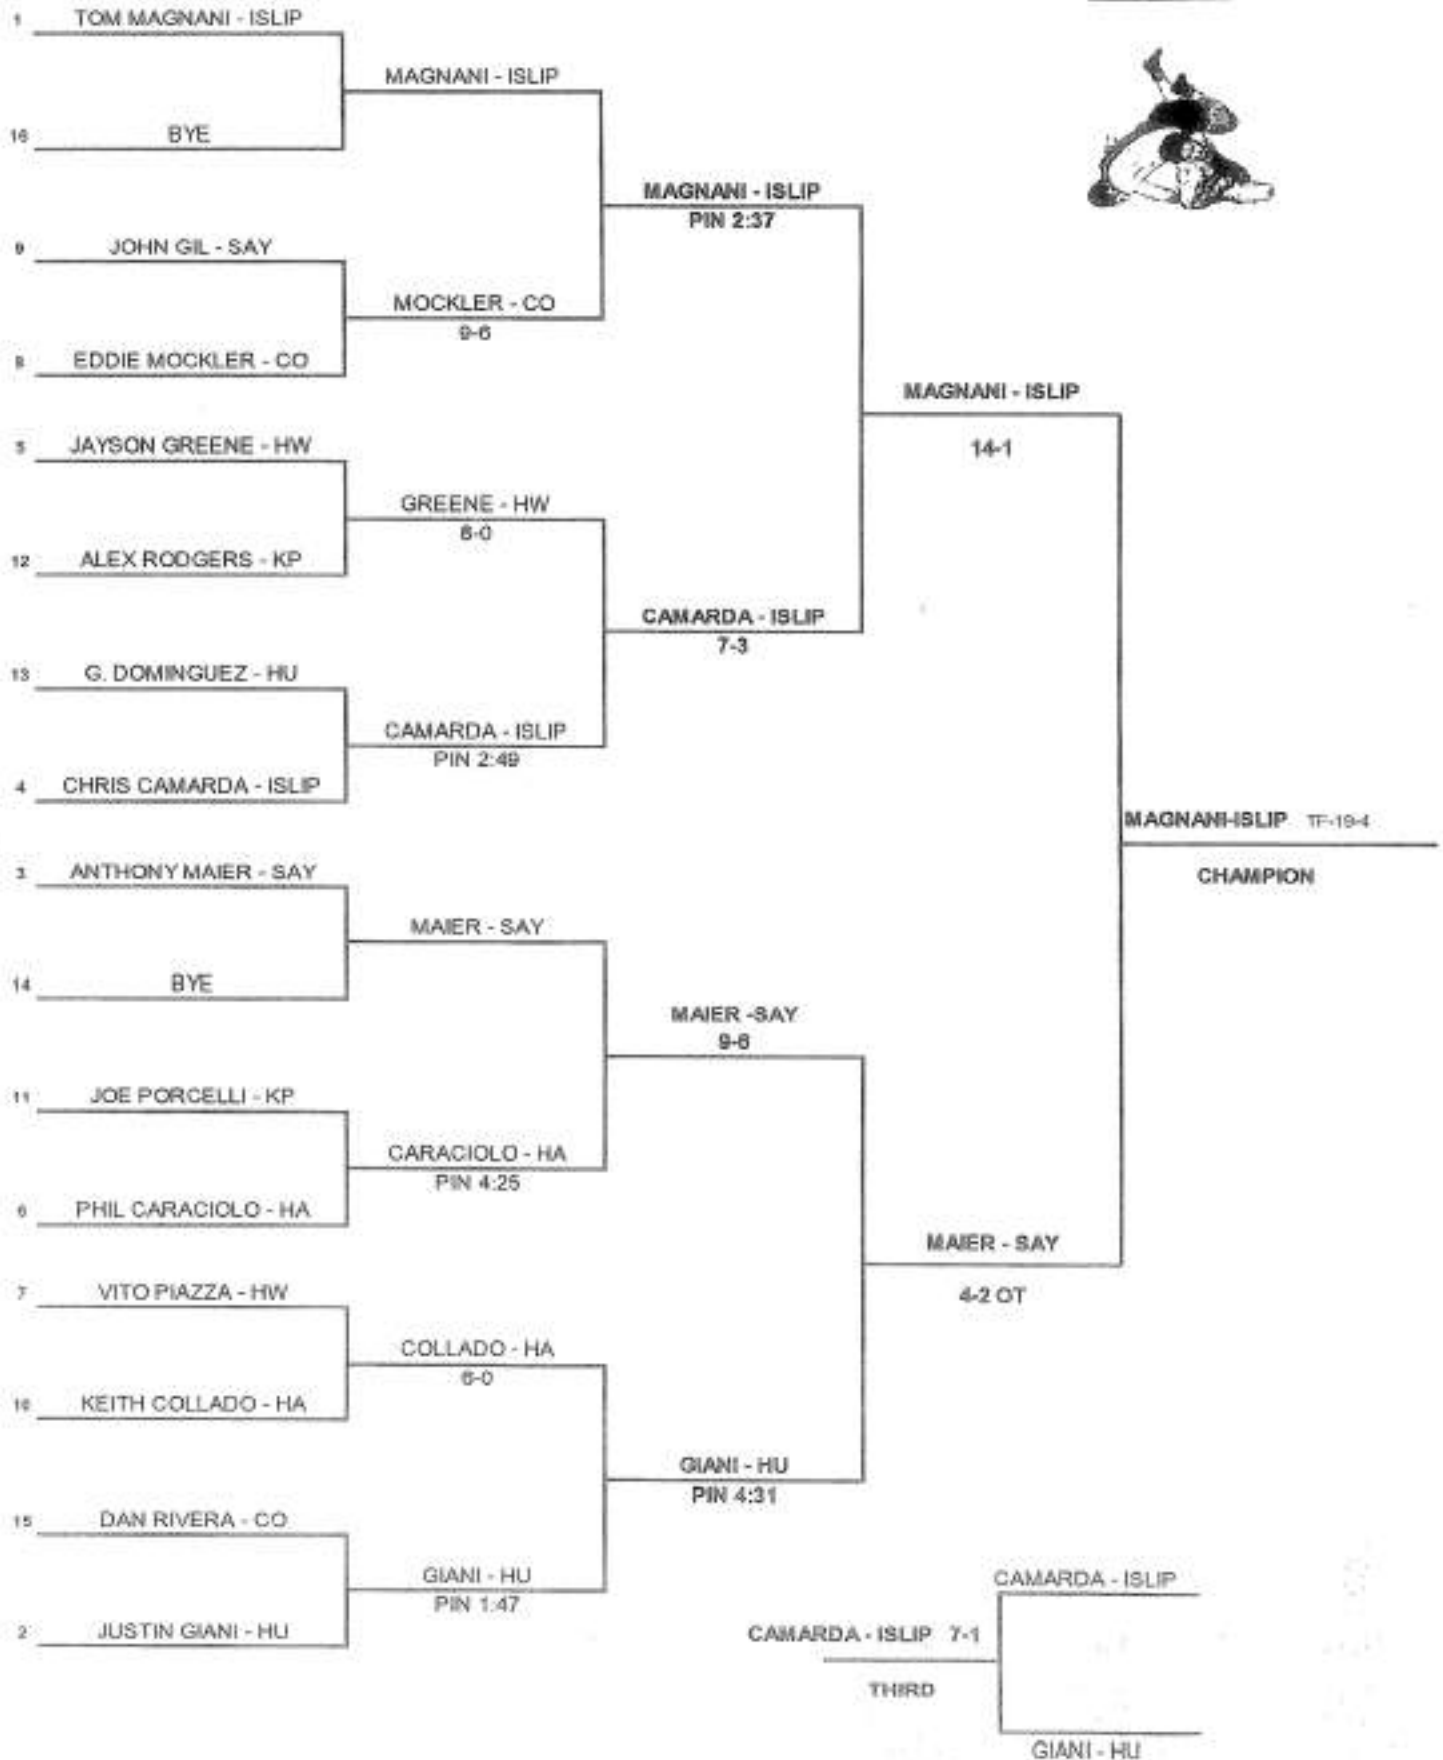 1 TOM MAGNANI - ISLIP
MAGNANI - ISLIP
16 BYE
MAGNANI - ISLIP
PIN 2:37
9 JOHN GIL - SAY
MOCKLER - CO
9-6
8 EDDIE MOCKLER - CO
MAGNANI - ISLIP
14-1
5 JAYSON GREENE - HW
GREENE - HW
6-0
12 ALEX RODGERS - KP
CAMARDA - ISLIP
7-3
13 G. DOMINGUEZ - HU
CAMARDA - ISLIP
PIN 2:49
4 CHRIS CAMARDA - ISLIP
MAGNANI-ISLIP TF-19-4
CHAMPION
3 ANTHONY MAIER - SAY
MAIER - SAY
14 BYE
MAIER -SAY
9-6
11 JOE PORCELLI - KP
CARACIOLO - HA
PIN 4:25
6 PHIL CARACIOLO - HA
MAIER - SAY
4-2 OT
7 VITO PIAZZA - HW
COLLADO - HA
6-0
10 KEITH COLLADO - HA
GIANI - HU
PIN 4:31
15 DAN RIVERA - CO
GIANI - HU
PIN 1:47
2 JUSTIN GIANI - HU
CAMARDA - ISLIP
CAMARDA - ISLIP 7-1
THIRD
GIANI - HU